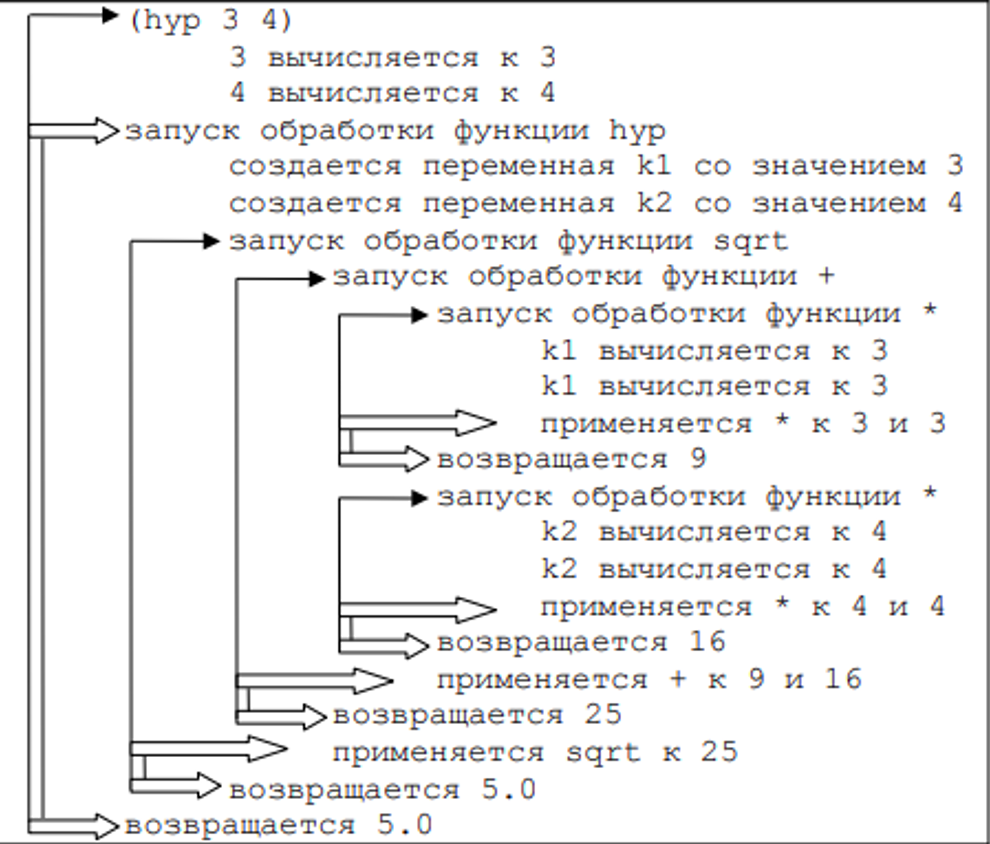 (hyp 3 4)
3 вычисляется к 3
4 вычисляется к 4
запуск обработки функции hyp
создается переменная k1 со значением 3
создается переменная k2 со значением 4
запуск обработки функции sqrt
запуск обработки функции +
запуск обработки функции *
k1 вычисляется к 3
k1 вычисляется к 3
применяется * к 3 и 3
возвращается 9
запуск обработки функции *
k2 вычисляется к 4
k2 вычисляется к 4
применяется * к 4 и 4
возвращается 16
применяется + к 9 и 16
возвращается 25
применяется sqrt к 25
возвращается 5.0
возвращается 5.0